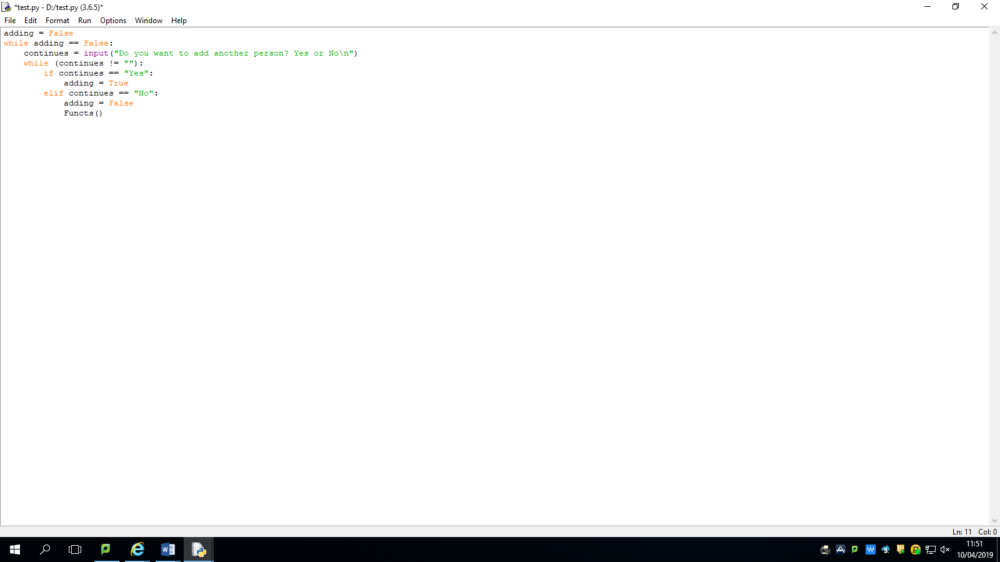 *test.py - D:/test.py (3.6.5)*
File Edit Format Run Options Window Help
adding = False
while adding == False:
    continues = input("Do you want to add another person? Yes or No\n")
    while (continues != ""):
        if continues == "Yes":
            adding = True
        elif continues == "No":
            adding = False
            Functs()
Ln: 11 Col: 0
11:51
10/04/2019